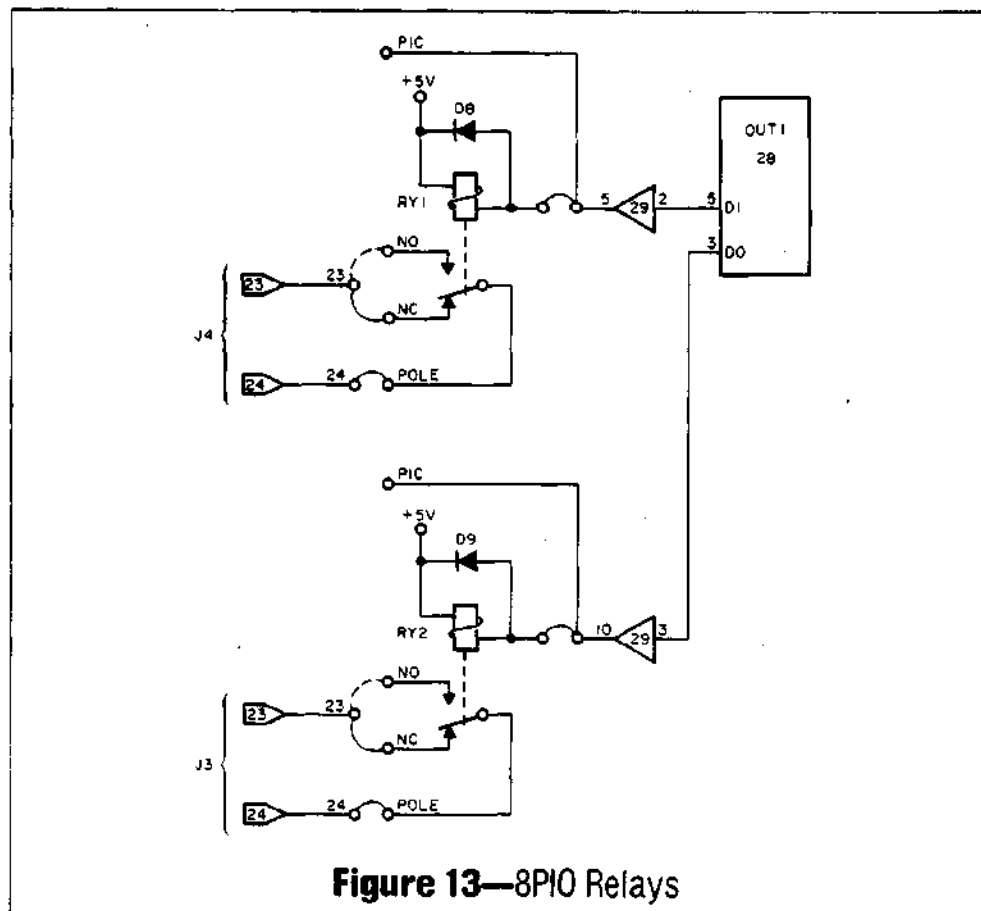 PIC
+5V
D8
OUT1
28
RY1
5 29 2 5 D1
3 D0
NO
23 23
NC
J4
24 24 POLE
PIC
+5V
D9
RY2
10 29 3
NO
23 23
NC
J3
24 24 POLE
Figure 13—8PIO Relays